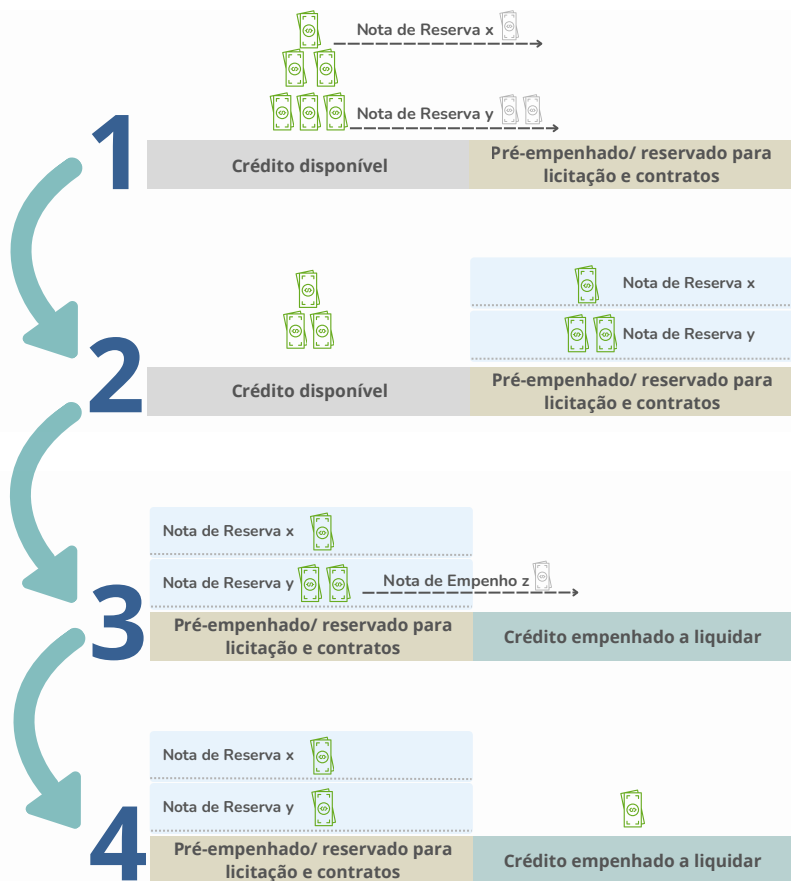 Nota de Reserva x
Nota de Reserva y
1
Crédito disponível
Pré-empenhado/ reservado para
licitação e contratos
Nota de Reserva x
Nota de Reserva y
2
Crédito disponível
Pré-empenhado/ reservado para
licitação e contratos
Nota de Reserva x
Nota de Reserva y
Nota de Empenho z
3
Pré-empenhado/ reservado para
licitação e contratos
Crédito empenhado a liquidar
Nota de Reserva x
Nota de Reserva y
4
Pré-empenhado/ reservado para
licitação e contratos
Crédito empenhado a liquidar